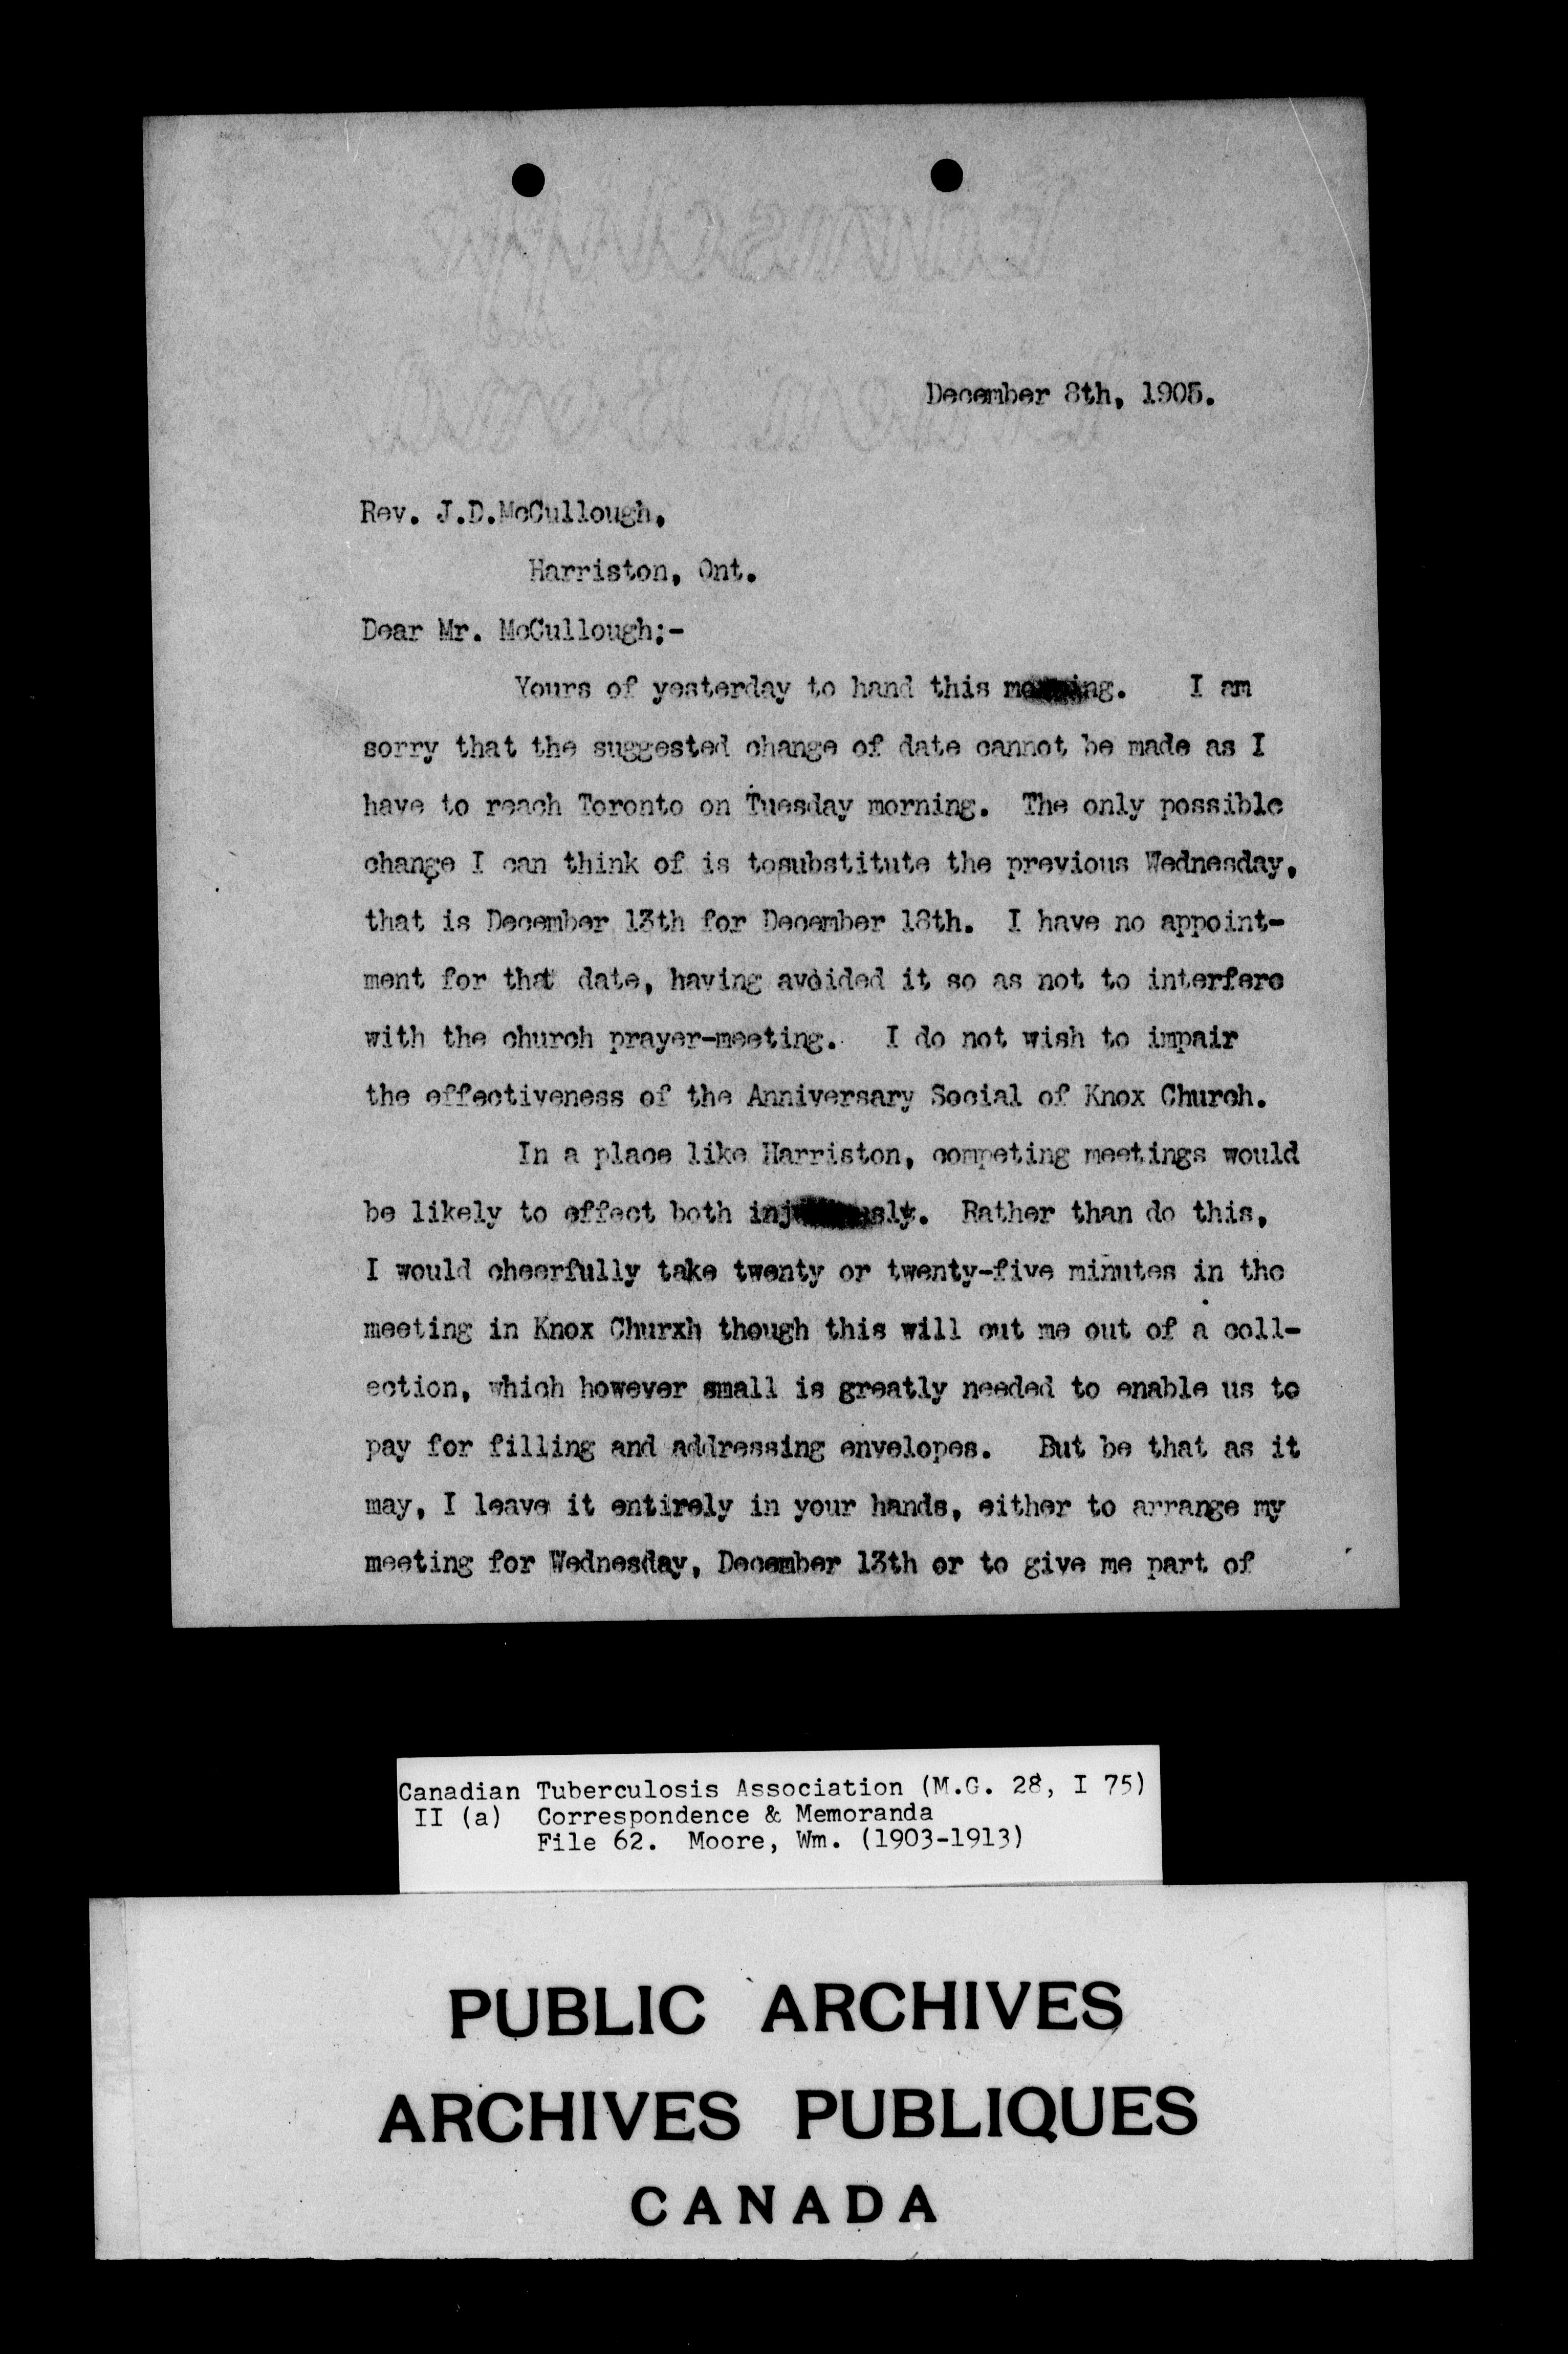 December 8th, 1905.
Rev. J.D.McCullough,
Harriston, Ont.
Dear Mr. McCullough;-
Yours of yesterday to hand this morning. I am
sorry that the suggested change of date cannot be made as I
have to reach Toronto on Tuesday morning. The only possible
change I can think of is tosubstitute the previous Wednesday,
that is December 13th for December 18th. I have no appoint-
ment for that date, having avoided it so as not to interfere
with the church prayer-meeting. I do not wish to impair
the effectiveness of the Anniversary Social of Knox Church.
In a place like Harriston, competing meetings would
be likely to effect both injuriously. Rather than do this,
I would cheerfully take twenty or twenty-five minutes in the
meeting in Knox Churxh though this will cut me out of a coll-
ection, which however small is greatly needed to enable us to
pay for filling and addressing envelopes. But be that as it
may, I leave it entirely in your hands, either to arrange my
meeting for Wednesday, December 13th or to give me part of
Canadian Tuberculosis Association (M.G. 28, I 75)
II (a) Correspondence & Memoranda
File 62. Moore, Wm. (1903-1913)
PUBLIC ARCHIVES
ARCHIVES PUBLIQUES
CANADA